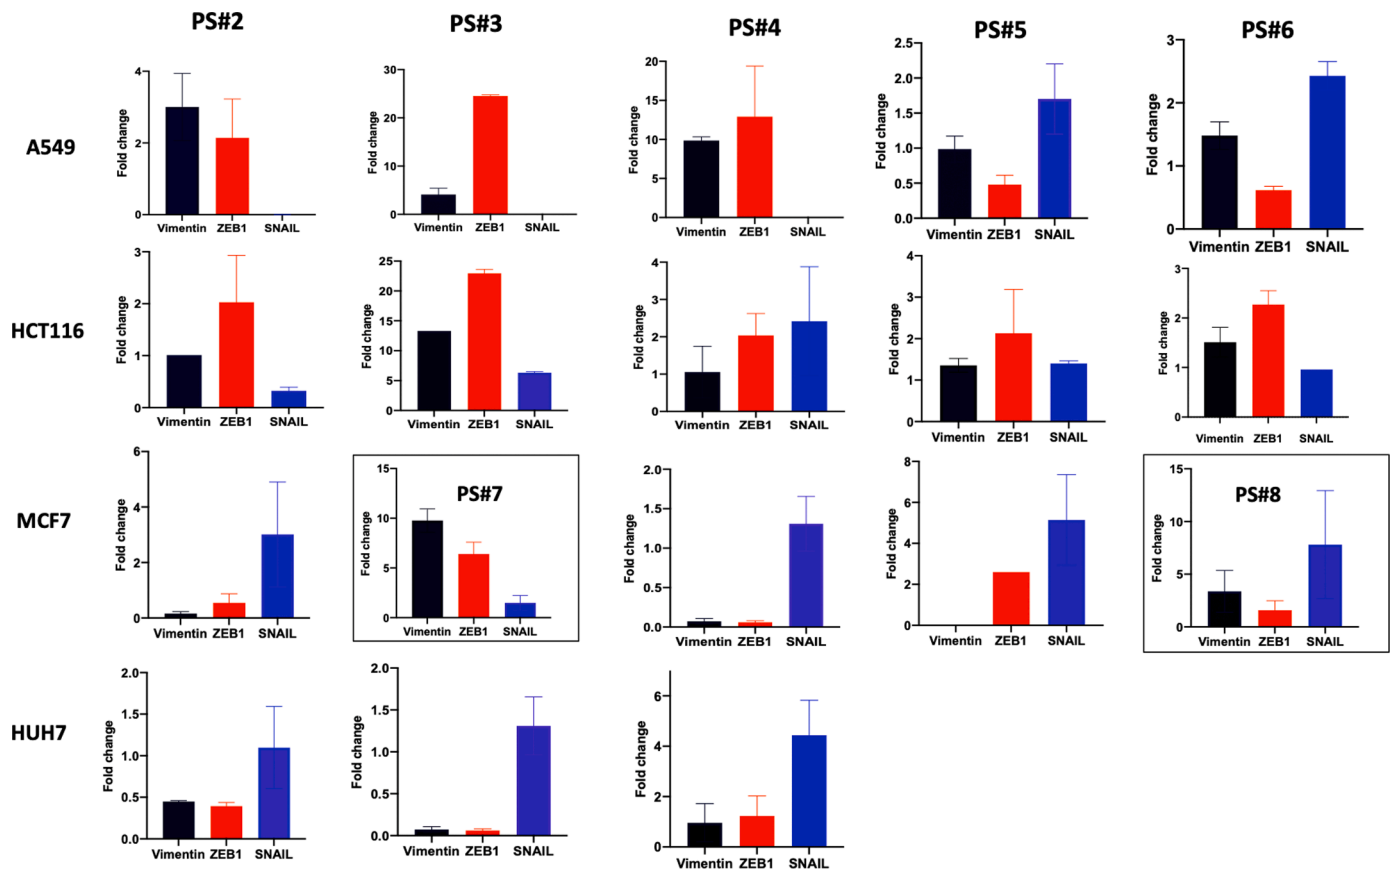 PS#2 PS#3 PS#4 PS#5 PS#6
A549
Fold change
4
2
0
Vimentin ZEB1 SNAIL
Fold change
30
20
10
0
Vimentin ZEB1 SNAIL
Fold change
20
15
10
5
0
Vimentin ZEB1 SNAIL
Fold change
2.5
2.0
1.5
1.0
0.5
0.0
Vimentin ZEB1 SNAIL
Fold change
3
2
1
0
Vimentin ZEB1 SNAIL
HCT116
Fold change
3
2
1
0
Vimentin ZEB1 SNAIL
Fold change
25
20
15
10
5
0
Vimentin ZEB1 SNAIL
Fold change
4
3
2
1
0
Vimentin ZEB1 SNAIL
Fold change
4
3
2
1
0
Vimentin ZEB1 SNAIL
Fold change
3
2
1
0
Vimentin ZEB1 SNAIL
MCF7
Fold change
6
4
2
0
Vimentin ZEB1 SNAIL
PS#7
Fold change
15
10
5
0
Vimentin ZEB1 SNAIL
Fold change
2.0
1.5
1.0
0.5
0.0
Vimentin ZEB1 SNAIL
Fold change
8
6
4
2
0
Vimentin ZEB1 SNAIL
PS#8
Fold change
15
10
5
0
Vimentin ZEB1 SNAIL
HUH7
Fold change
2.0
1.5
1.0
0.5
0.0
Vimentin ZEB1 SNAIL
Fold change
2.0
1.5
1.0
0.5
0.0
Vimentin ZEB1 SNAIL
Fold change
6
4
2
0
Vimentin ZEB1 SNAIL